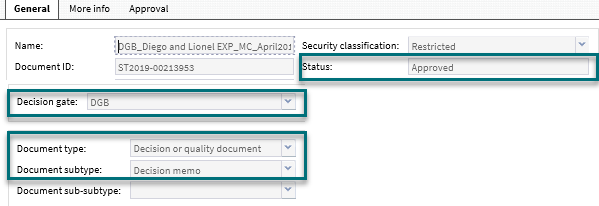 General More info Approval
Name: DGB_Diego and Lionel EXP_MC_April201 Security classification: Restricted
Document ID: ST2019-00213953 Status: Approved
Decision gate: DGB
Document type: Decision or quality document
Document subtype: Decision memo
Document sub-subtype: